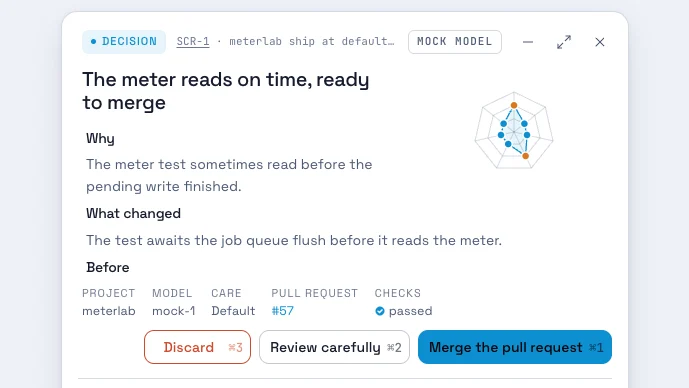 DECISION SCR-1 · meterlab ship at default… MOCK MODEL
The meter reads on time, ready
to merge
Why
The meter test sometimes read before the
pending write finished.
What changed
The test awaits the job queue flush before it reads the meter.
Before
PROJECT MODEL CARE PULL REQUEST CHECKS
meterlab mock-1 Default #57 passed
Discard ⌘3 Review carefully ⌘2 Merge the pull request ⌘1